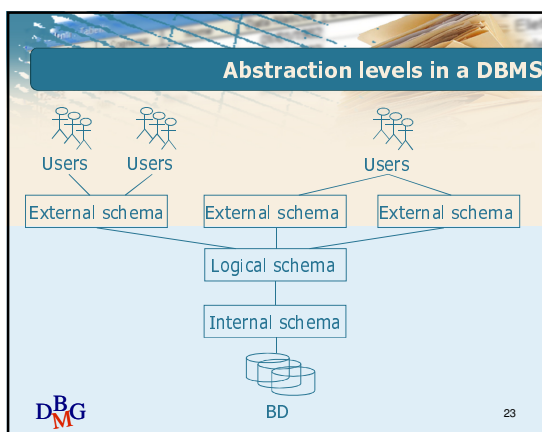 Abstraction levels in a DBMS
Users Users Users
External schema External schema External schema
Logical schema
Internal schema
BD
DBMG 23